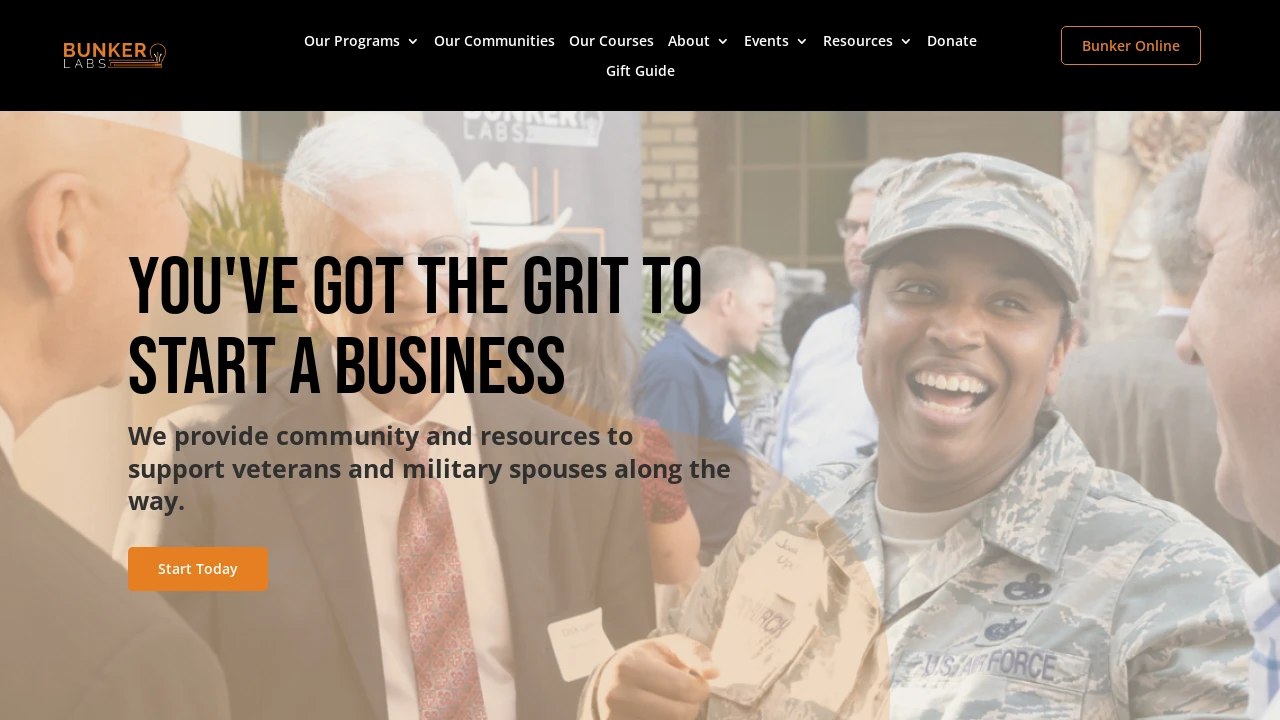 BUNKER
LABS
Our Programs
Our Communities
Our Courses
About
Events
Resources
Donate
Gift Guide
Bunker Online
BUNKER
LABS
YOU'VE GOT THE GRIT TO
START A BUSINESS
We provide community and resources to
support veterans and military spouses along the
way.
Start Today
U.S. AIR FORCE